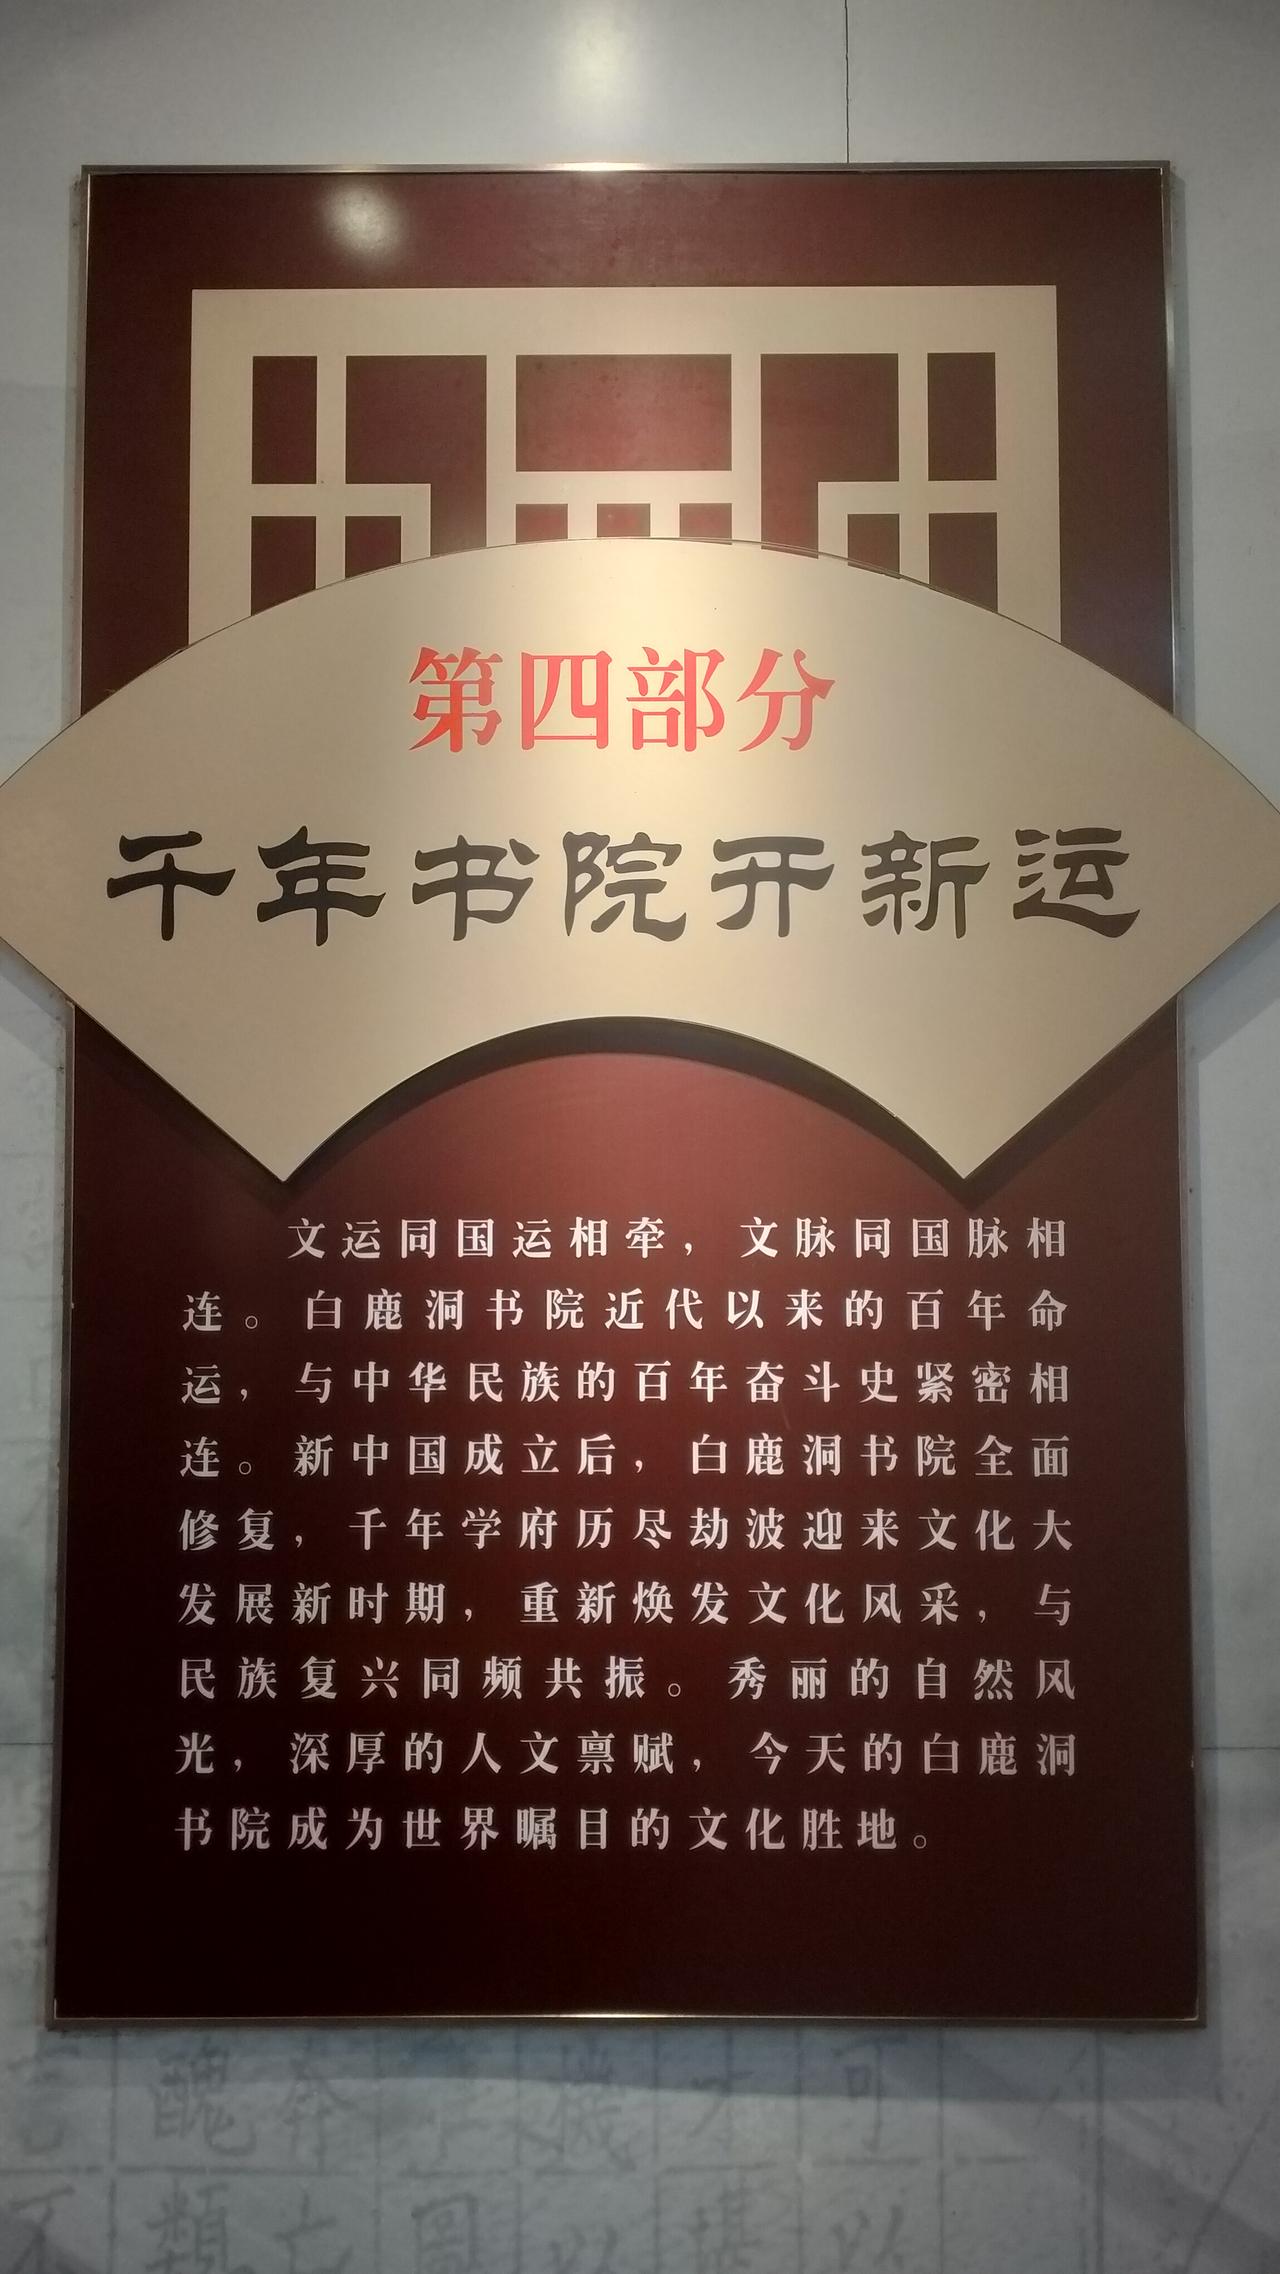 第四部分
千年书院开新运
文运同国运相牵，文脉同国脉相
连。白鹿洞书院近代以来的百年命
运，与中华民族的百年奋斗史紧密相
连。新中国成立后，白鹿洞书院全面
修复，千年学府历尽劫波迎来文化大
发展新时期，重新焕发文化风采，与
民族复兴同频共振。秀丽的自然风
光，深厚的人文禀赋，今天的白鹿洞
书院成为世界瞩目的文化胜地。
醜 機 可
類 以